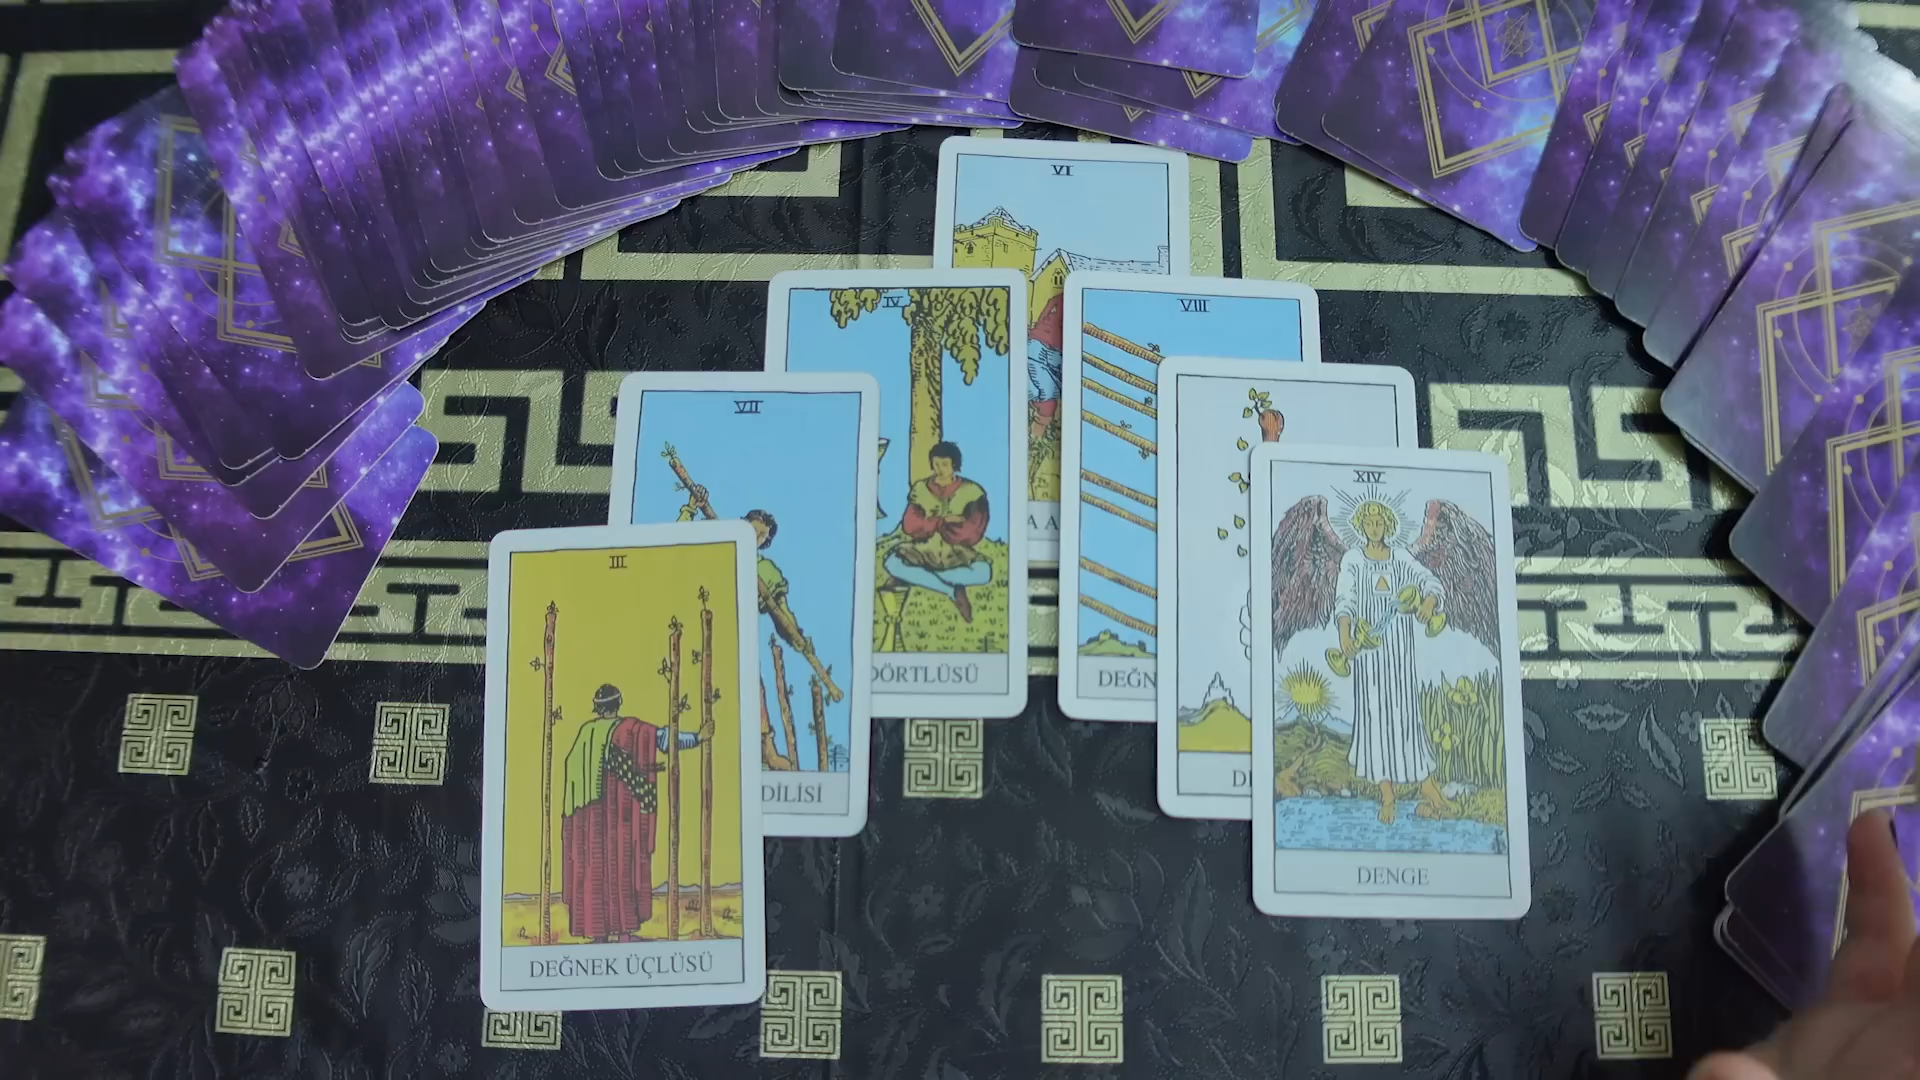 VI
IV
VIII
VII
XIV
III
A A
DÖRTLÜSÜ
DEĞN
DİLİSİ
D
DENGE
DEĞNEK ÜÇLÜSÜ